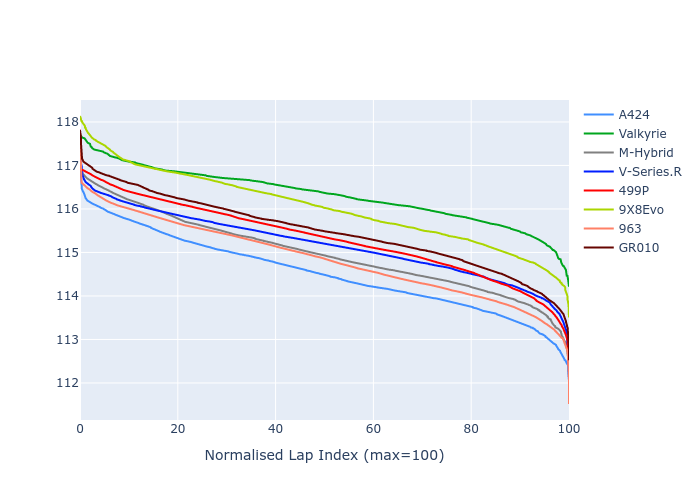 118
117
116
115
114
113
112
0
20
40
60
80
100
Normalised Lap Index (max=100)
A424
Valkyrie
M-Hybrid
V-Series.R
499P
9X8Evo
963
GR010